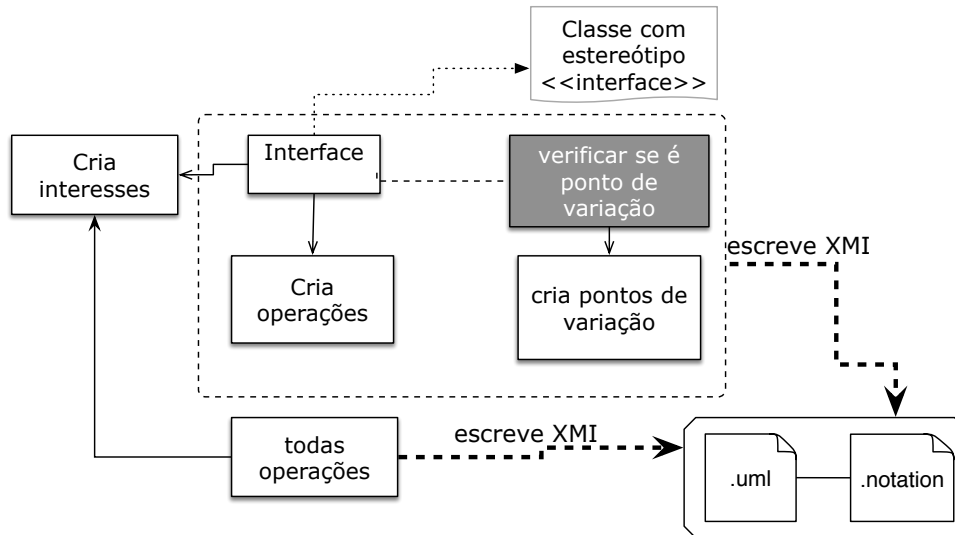 Classe com
estereótipo
<<interface>>
Cria
interesses
Interface
verificar se é
ponto de
variação
escreve XMI
Cria
operações
cria pontos de
variação
todas
operações
escreve XMI
.uml
.notation